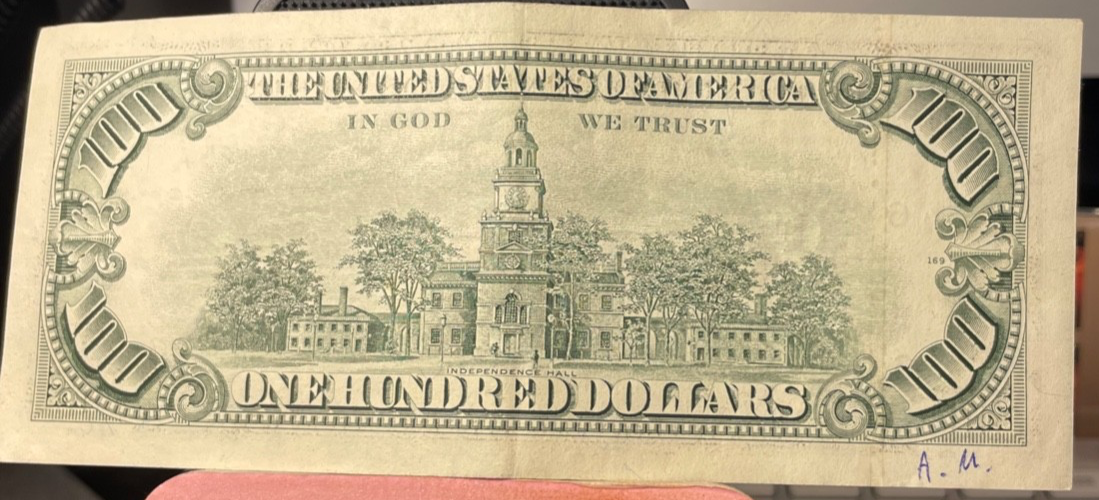 THE UNITED STATES OF AMERICA
100 100
IN GOD WE TRUST
169
100 100
INDEPENDENCE HALL
ONE HUNDRED DOLLARS
A. M.